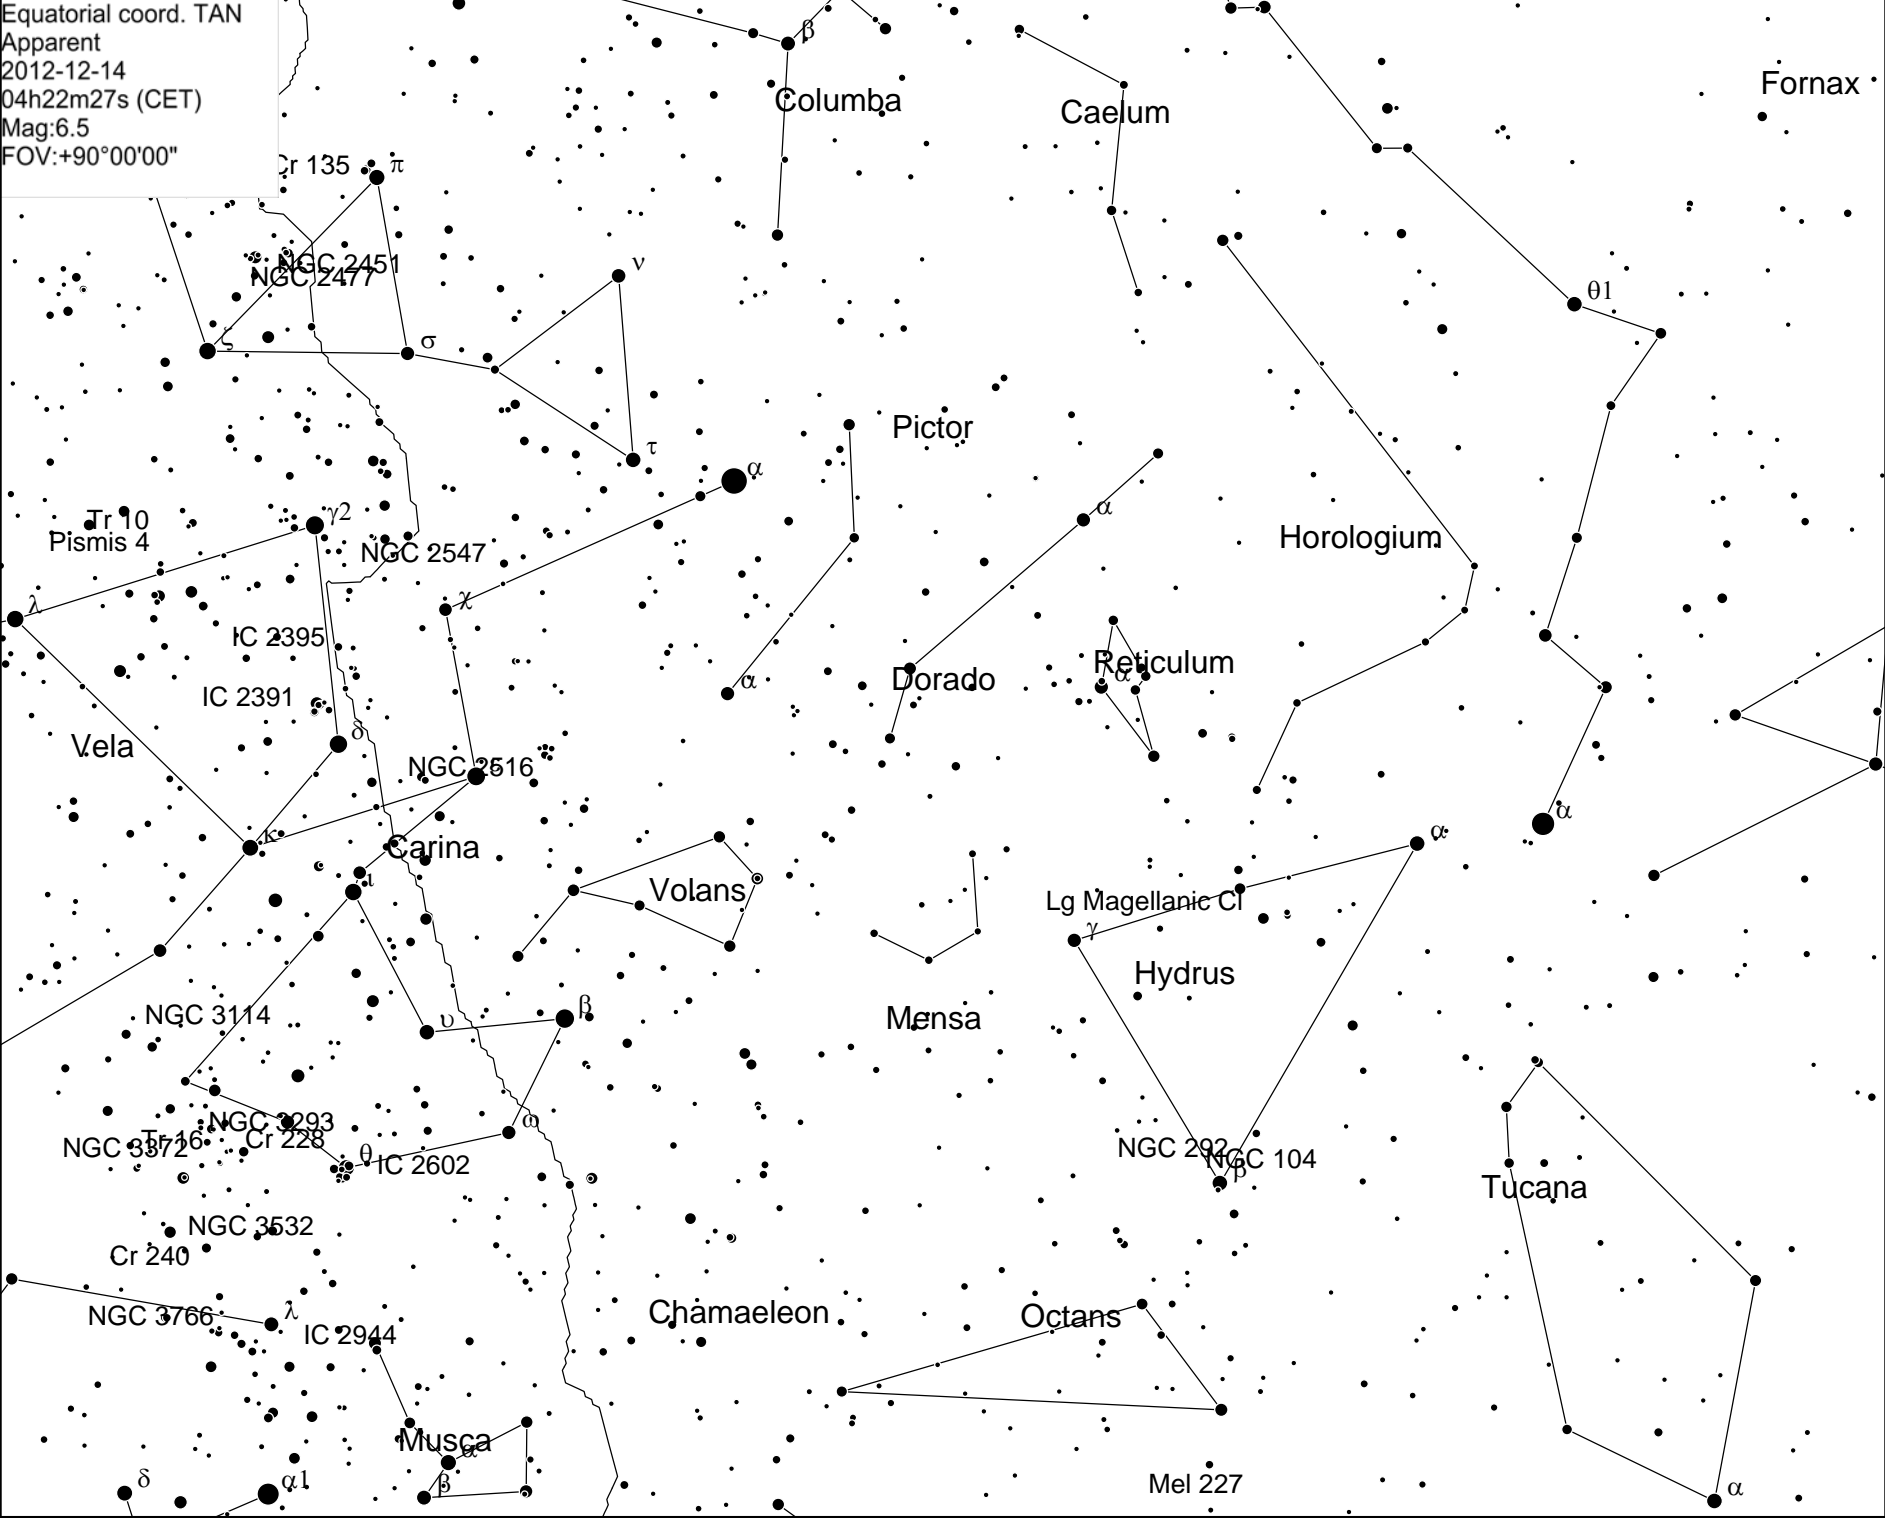 Equatorial coord. TAN
Apparent
2012-12-14
04h22m27s (CET)
Mag:6.5
FOV:+90°00'00"
β
Columba
Caelum
Fornax
Cr 135
π
NGC 2451
NGC 2477
ν
θ1
ζ
σ
Pictor
τ
α
Tr 10
Pismis 4
γ2
NGC 2547
α
Horologium
λ
χ
IC 2395
Reticulum
α
Dorado
α
IC 2391
δ
Vela
NGC 2516
α
κ
Carina
α
ι
Volans
Lg Magellanic Cl
γ
Hydrus
NGC 3114
υ
β
Mensa
NGC 3293
ω
Tr 16
Cr 228
NGC 3372
θ
IC 2602
NGC 292
NGC 104
β
Tucana
NGC 3532
Cr 240
λ
NGC 3766
IC 2944
Chamaeleon
Octans
Musca
α
δ
α1
β
Mel 227
α